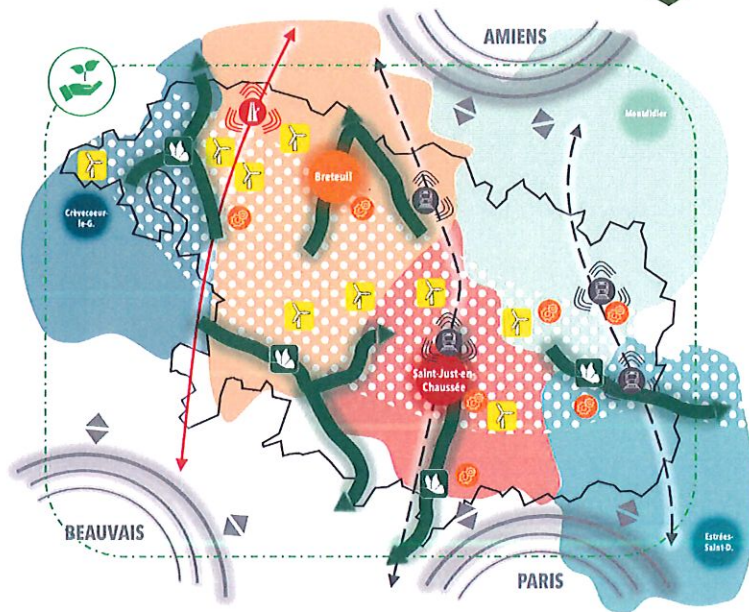 AMIENS
Montdidier
Breteuil
Crèvecoeur-
le-G.
Saint-Just-en-
Chaussée
BEAUVAIS
Estrées-
Saint-D.
PARIS